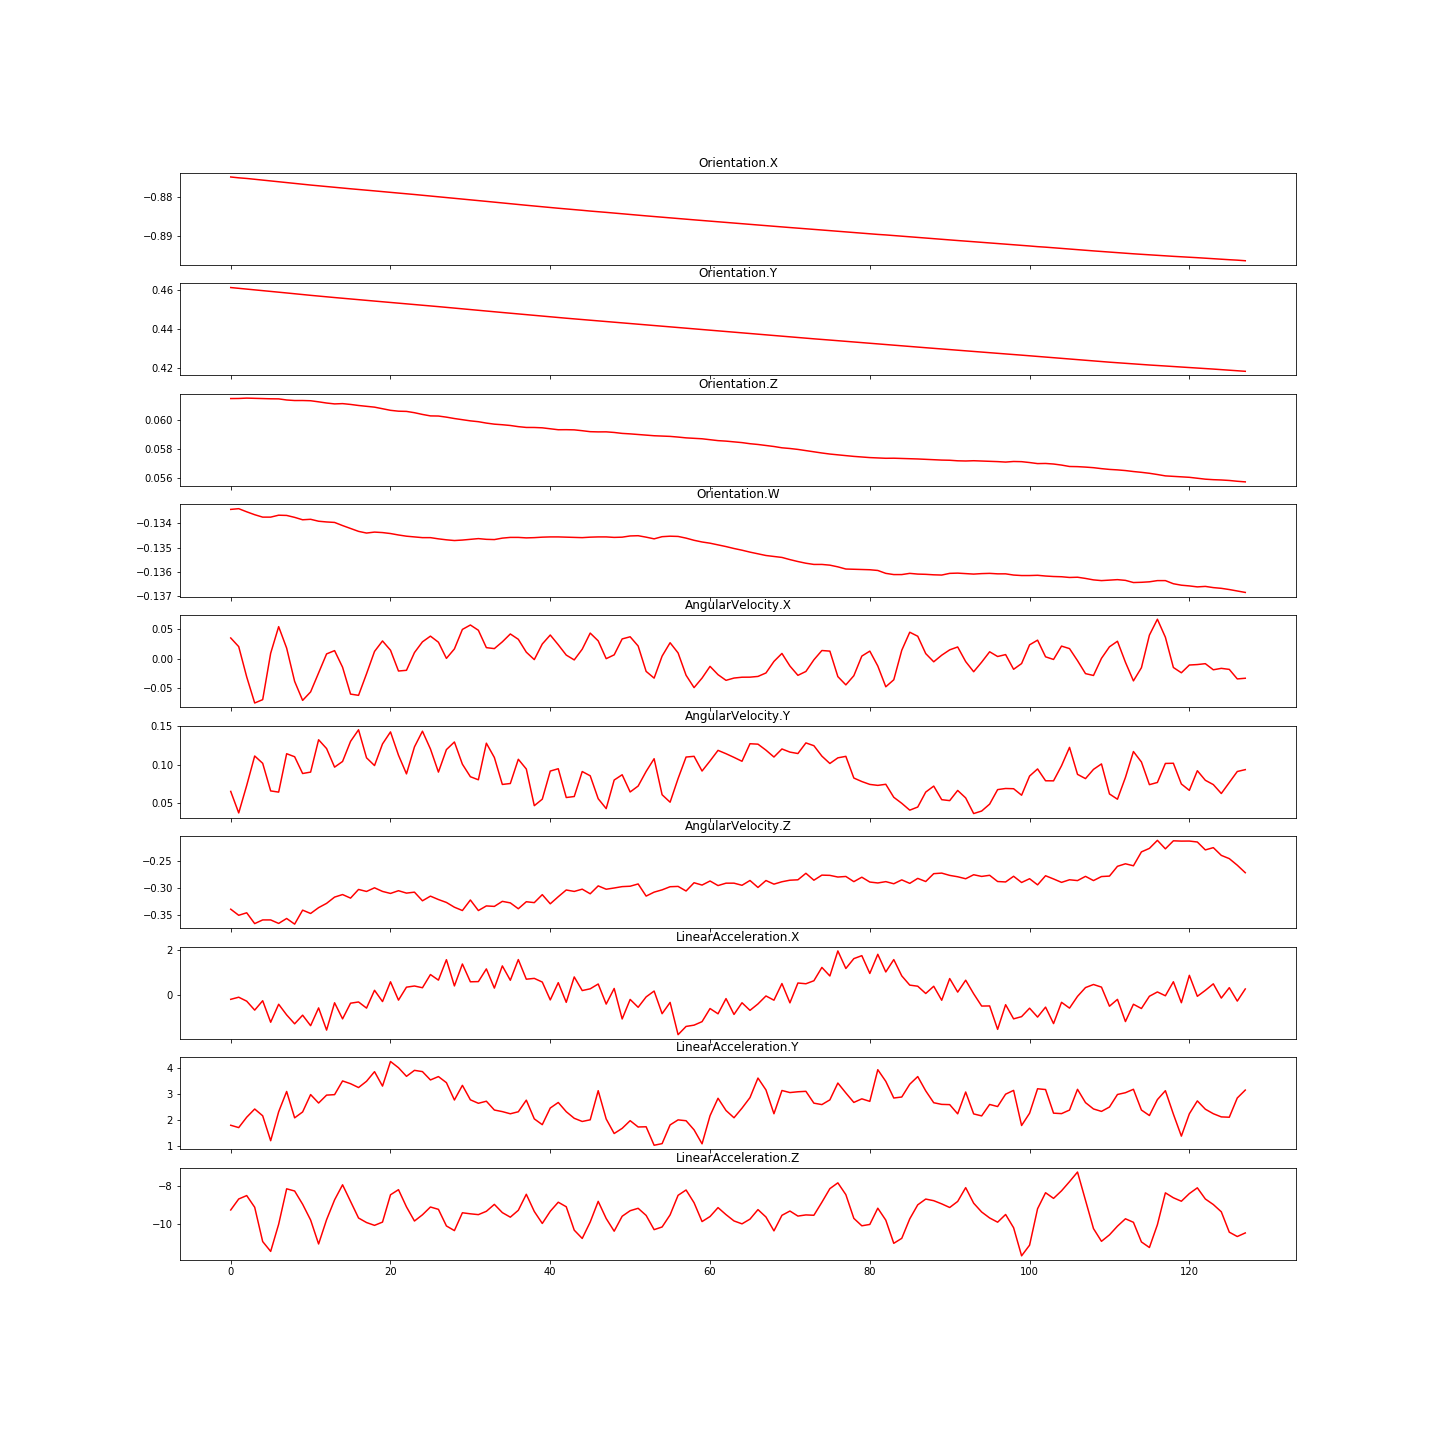 Orientation.X
−0.88
−0.89
Orientation.Y
0.46
0.44
0.42
Orientation.Z
0.060
0.058
0.056
Orientation.W
−0.134
−0.135
−0.136
−0.137
AngularVelocity.X
0.05
0.00
−0.05
AngularVelocity.Y
0.15
0.10
0.05
AngularVelocity.Z
−0.25
−0.30
−0.35
LinearAcceleration.X
2
0
LinearAcceleration.Y
4
3
2
1
LinearAcceleration.Z
−8
−10
0 20 40 60 80 100 120